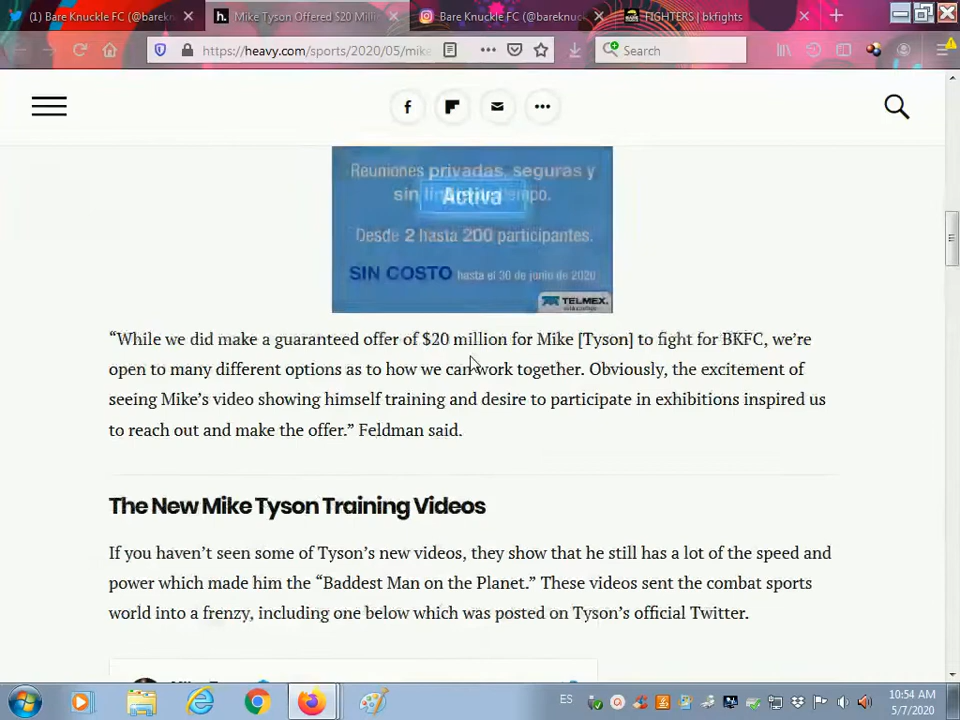 (1) Bare Knuckle FC (@barekn
Mike Tyson Offered $20 Milli
Bare Knuckle FC (@bareknuc
FIGHTERS | bkfights
https://heavy.com/sports/2020/05/mike
Search
Reuniones privadas, seguras y
sin
Activa
Desde 2 hasta 200 participantes.
SIN COSTO hasta el 30 de junio de 2020
TELMEX.
“While we did make a guaranteed offer of $20 million for Mike [Tyson] to fight for BKFC, we’re
open to many different options as to how we can work together. Obviously, the excitement of
seeing Mike’s video showing himself training and desire to participate in exhibitions inspired us
to reach out and make the offer.” Feldman said.
The New Mike Tyson Training Videos
If you haven’t seen some of Tyson’s new videos, they show that he still has a lot of the speed and
power which made him the “Baddest Man on the Planet.” These videos sent the combat sports
world into a frenzy, including one below which was posted on Tyson’s official Twitter.
ES
10:54 AM
5/7/2020